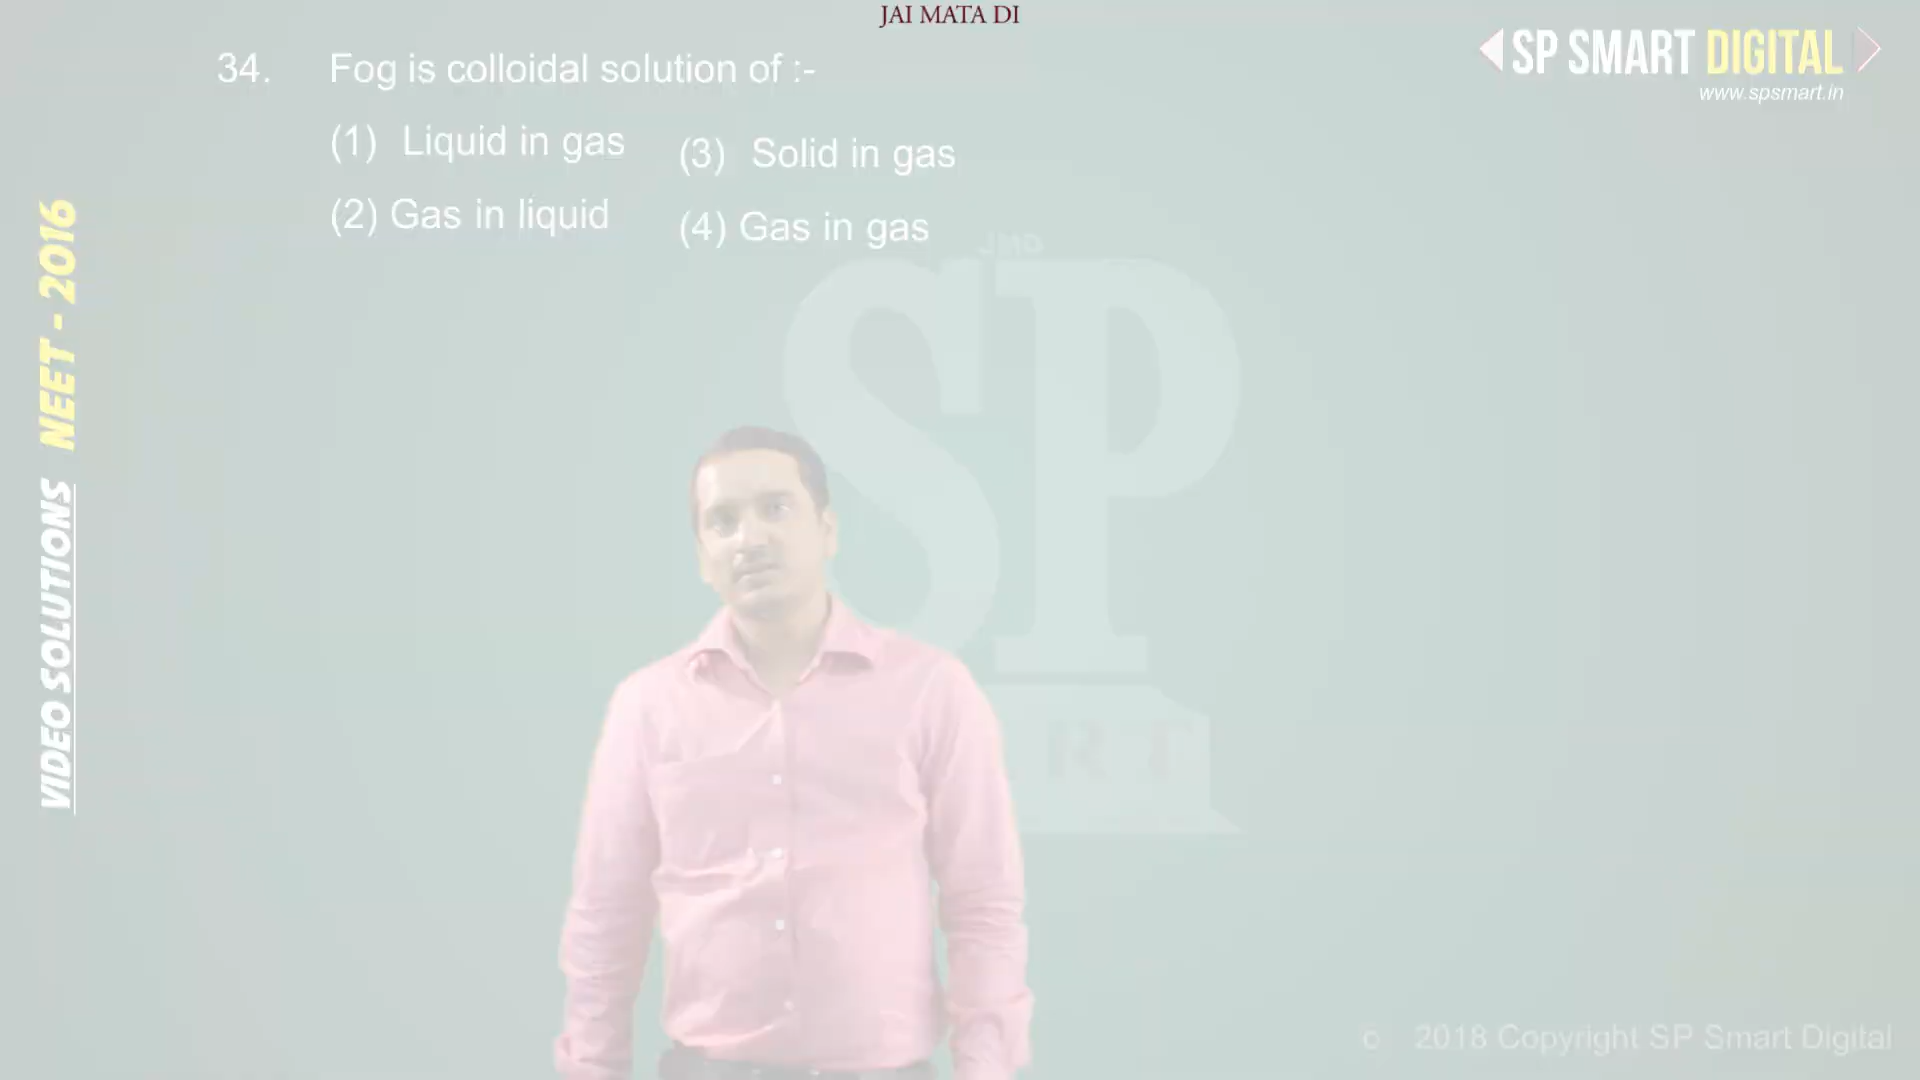 JAI MATA DI
SP SMART DIGITAL
www.spsmart.in
34. Fog is colloidal solution of :-
(1) Liquid in gas
(3) Solid in gas
(2) Gas in liquid
(4) Gas in gas
VIDEO SOLUTIONS NEET - 2016
SP
c 2018 Copyright SP Smart Digital